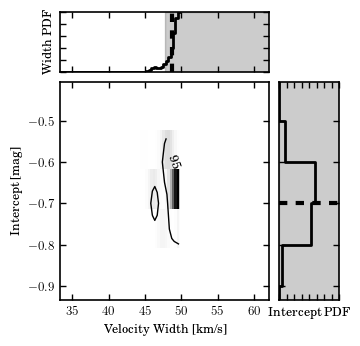 Width PDF
−0.5
−0.6
−0.7
−0.8
−0.9
Intercept [mag]
95
35 40 45 50 55 60
Velocity Width [km/s]
Intercept PDF